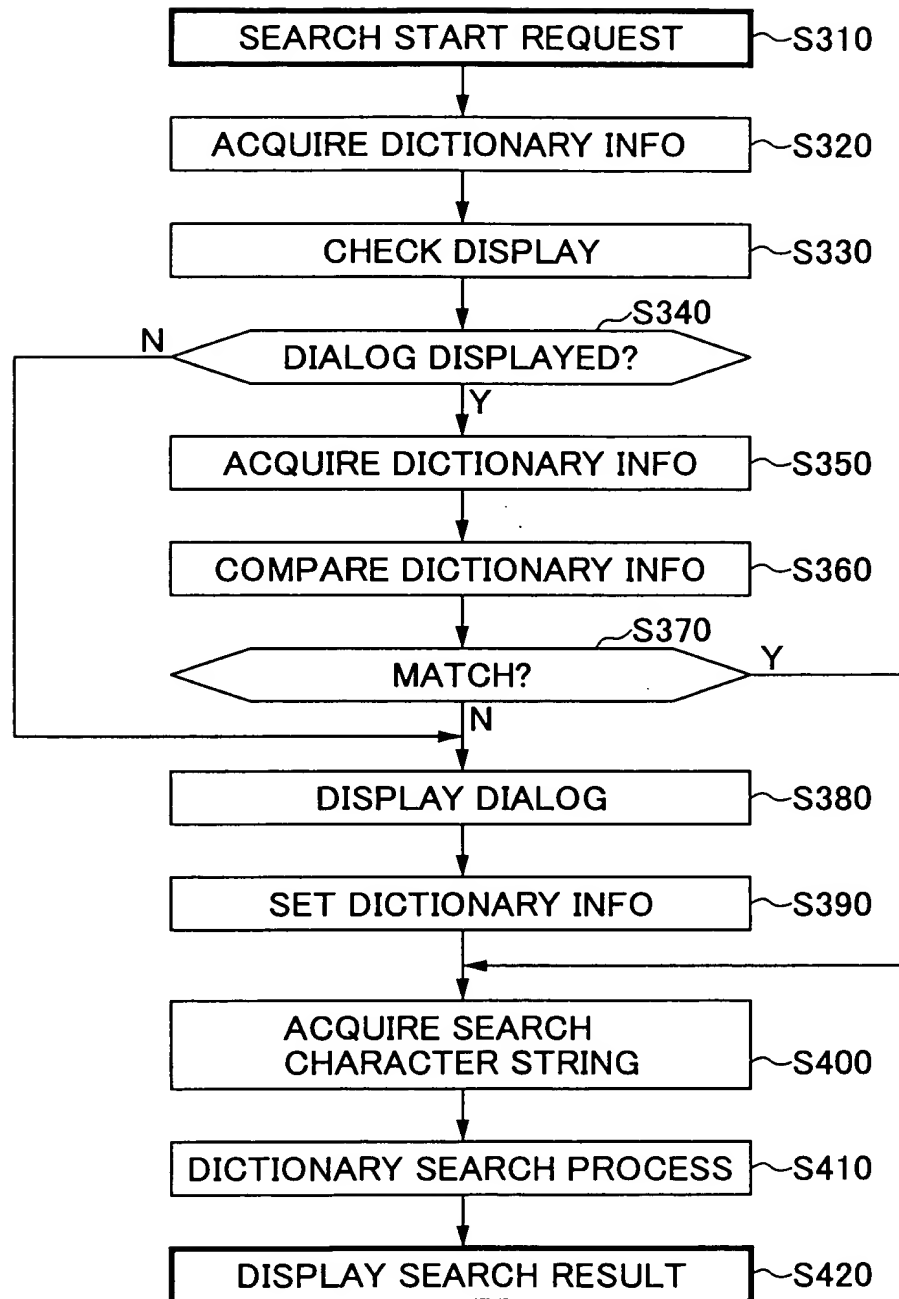 SEARCH START REQUEST S310
ACQUIRE DICTIONARY INFO S320
CHECK DISPLAY S330
S340
N
DIALOG DISPLAYED?
Y
ACQUIRE DICTIONARY INFO S350
COMPARE DICTIONARY INFO S360
S370
MATCH? Y
N
DISPLAY DIALOG S380
SET DICTIONARY INFO S390
ACQUIRE SEARCH
CHARACTER STRING S400
DICTIONARY SEARCH PROCESS S410
DISPLAY SEARCH RESULT S420